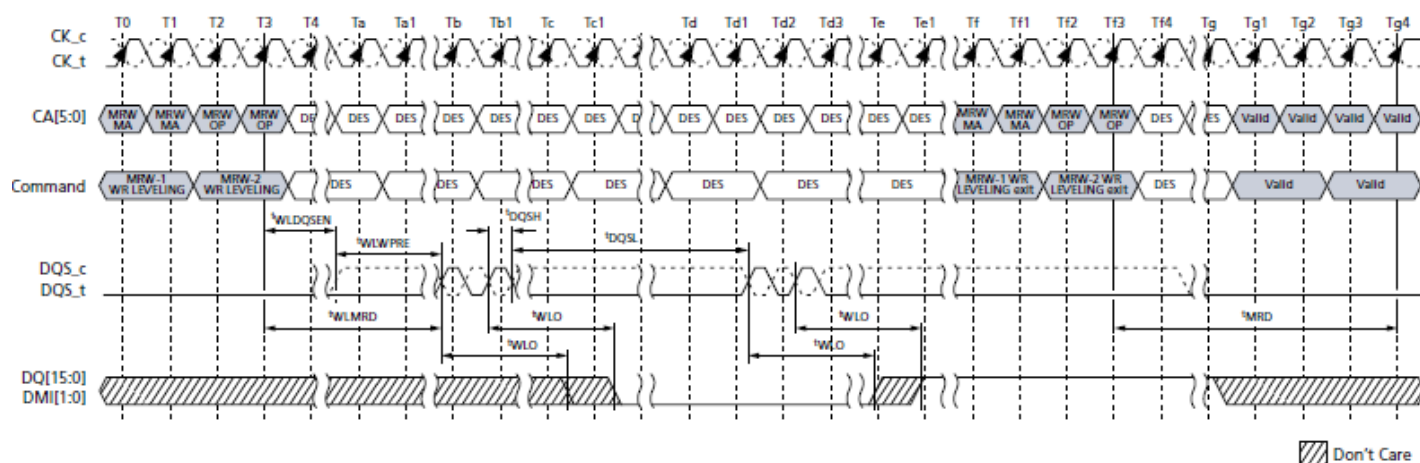 T0 T1 T2 T3 T4 Ta Ta1 Tb Tb1 Tc Tc1 Td Td1 Td2 Td3 Te Te1 Tf Tf1 Tf2 Tf3 Tf4 Tg Tg1 Tg2 Tg3 Tg4
CK_c
CK_t
CA[5:0] MRW MA MRW MA MRW OP MRW OP DE DES DES DES DES DES DES D DES DES DES DES DES DES MRW MA MRW MA MRW OP MRW OP DES ES Valid Valid Valid Valid
Command MRW-1 WR LEVELING MRW-2 WR LEVELING DES DES DES DES DES DES DES MRW-1 WR LEVELING exit MRW-2 WR LEVELING exit DES Valid Valid
tWLDQSEN tDQSH
tWLWPRE tDQSL
DQS_c
DQS_t
tWLMRD tWLO tWLO tMRD
tWLO tWLO
DQ[15:0]
DMI[1:0]
Don't Care